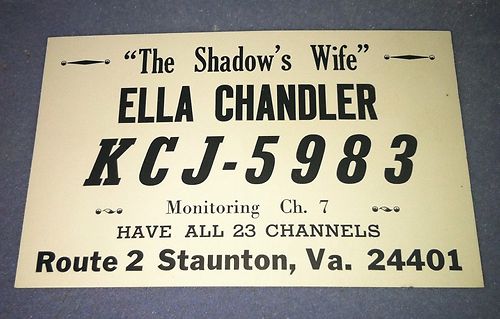 "The Shadow's Wife"
ELLA CHANDLER
KCJ-5983
Monitoring Ch. 7
HAVE ALL 23 CHANNELS
Route 2 Staunton, Va. 24401